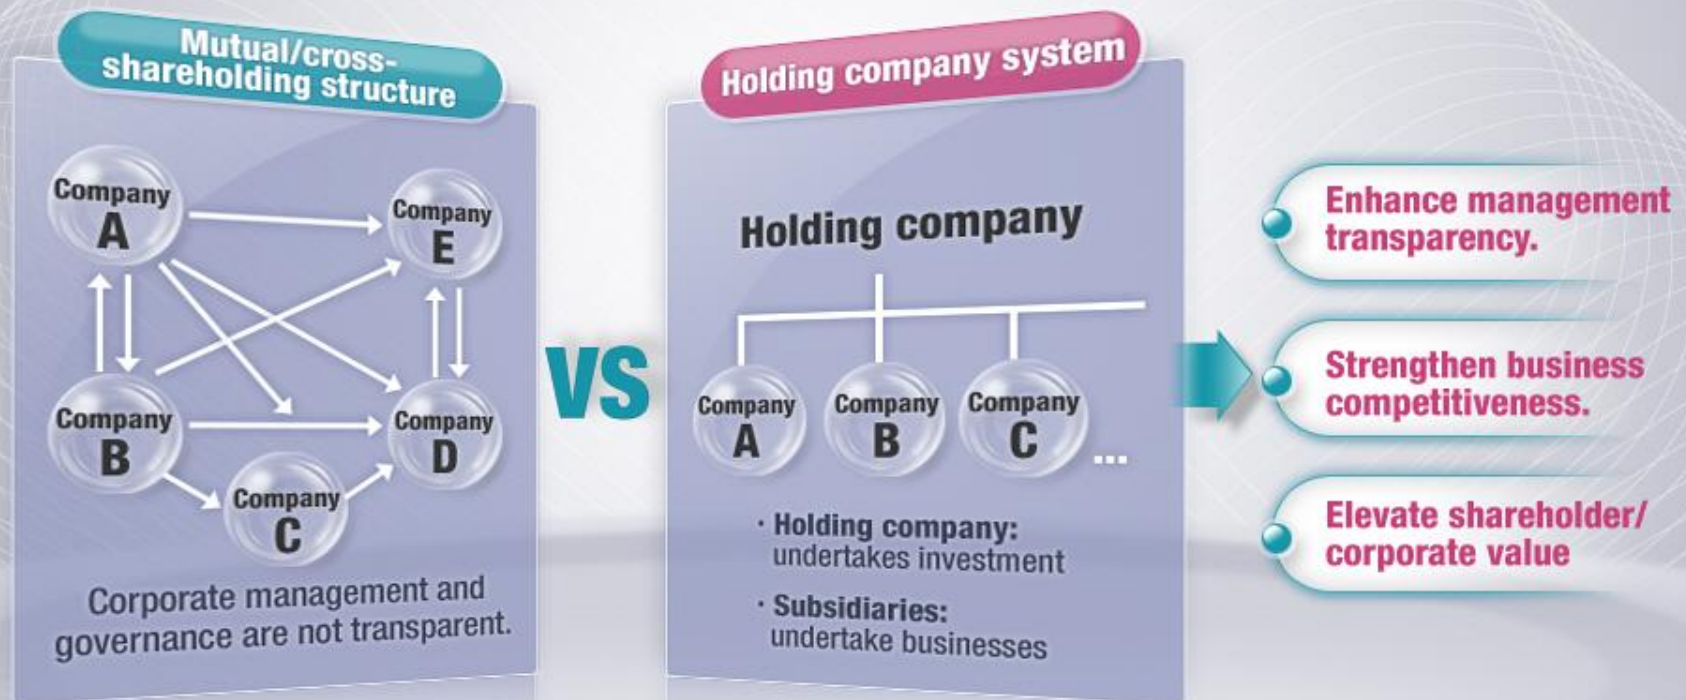 Mutual/cross-
shareholding structure
Company
A
Company
E
Company
B
Company
D
Company
C
Corporate management and
governance are not transparent.
VS
Holding company system
Holding company
Company
A
Company
B
Company
C
...
· Holding company:
undertakes investment
· Subsidiaries:
undertake businesses
Enhance management
transparency.
Strengthen business
competitiveness.
Elevate shareholder/
corporate value